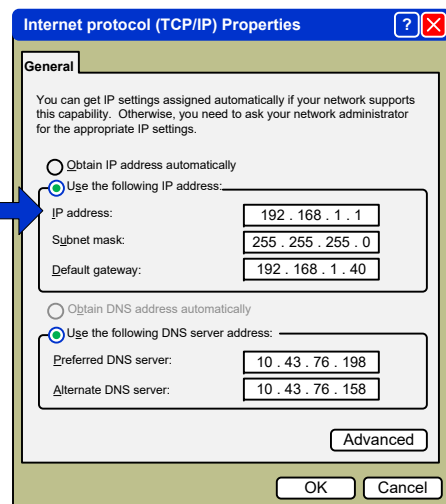 Internet protocol (TCP/IP) Properties ? X
General
You can get IP settings assigned automatically if your network supports
this capability. Otherwise, you need to ask your network administrator
for the appropriate IP settings.
Obtain IP address automatically
Use the following IP address:
IP address: 192 . 168 . 1 . 1
Subnet mask: 255 . 255 . 255 . 0
Default gateway: 192 . 168 . 1 . 40
Obtain DNS address automatically
Use the following DNS server address:
Preferred DNS server: 10 . 43 . 76 . 198
Alternate DNS server: 10 . 43 . 76 . 158
Advanced
OK Cancel